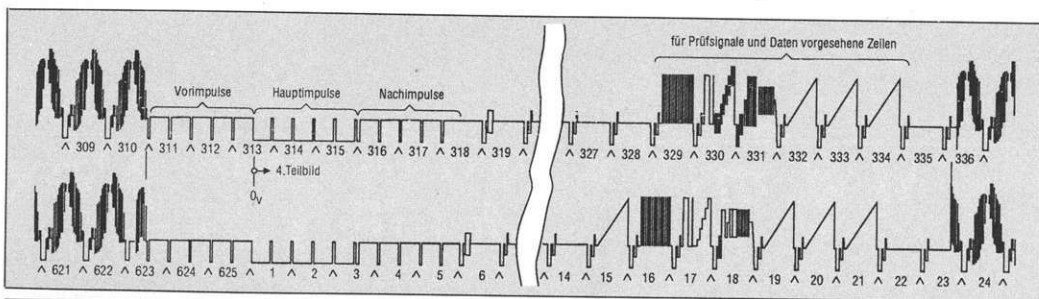 für Prüfsignale und Daten vorgesehene Zeilen
Vorimpulse Hauptimpulse Nachimpulse
^ 309 ^ 310 ^ 311 ^ 312 ^ 313 ^ 314 ^ 315 ^ 316 ^ 317 ^ 318 ^ 319 ^ ^ 327 ^ 328 ^ 329 ^ 330 ^ 331 ^ 332 ^ 333 ^ 334 ^ 335 ^ 336 ^
4.Teilbild
0V
^ 621 ^ 622 ^ 623 ^ 624 ^ 625 ^ 1 ^ 2 ^ 3 ^ 4 ^ 5 ^ 6 ^ ^ 14 ^ 15 ^ 16 ^ 17 ^ 18 ^ 19 ^ 20 ^ 21 ^ 22 ^ 23 ^ 24 ^